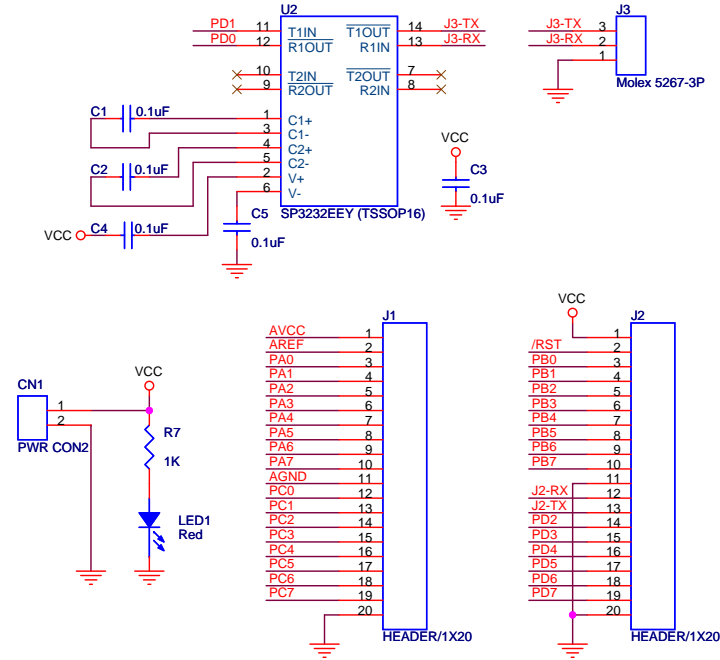 U2
PD1 11 T1IN T1OUT 14 J3-TX
PD0 12 R1OUT R1IN 13 J3-RX
10 T2IN T2OUT 7
9 R2OUT R2IN 8
C1 0.1uF 1 C1+
3 C1-
4 C2+
C2 0.1uF 5 C2-
2 V+
6 V-
SP3232EEY (TSSOP16)
VCC C4 0.1uF
C5
0.1uF
VCC
C3
0.1uF
J3
J3-TX 3
J3-RX 2
1
Molex 5267-3P
CN1
1
2
PWR CON2
VCC
R7
1K
LED1
Red
J1
AVCC 1
AREF 2
PA0 3
PA1 4
PA2 5
PA3 6
PA4 7
PA5 8
PA6 9
PA7 10
AGND 11
PC0 12
PC1 13
PC2 14
PC3 15
PC4 16
PC5 17
PC6 18
PC7 19
20
HEADER/1X20
VCC
J2
1
/RST 2
PB0 3
PB1 4
PB2 5
PB3 6
PB4 7
PB5 8
PB6 9
PB7 10
11
J2-RX 12
J2-TX 13
PD2 14
PD3 15
PD4 16
PD5 17
PD6 18
PD7 19
20
HEADER/1X20